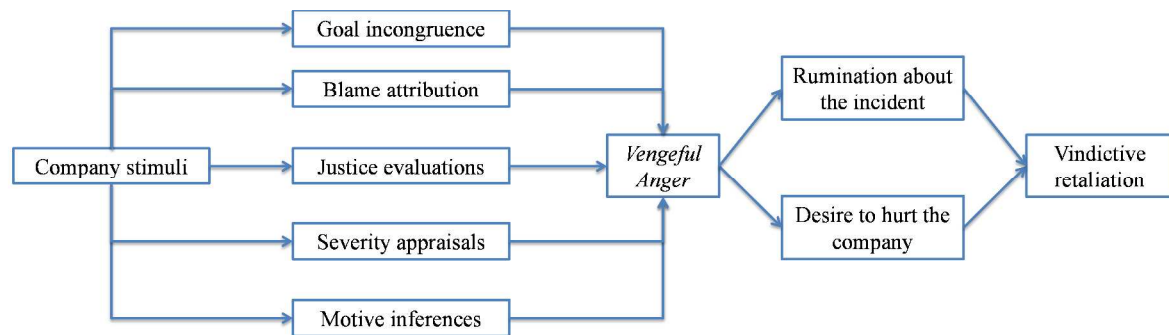 Goal incongruence
Blame attribution
Company stimuli
Justice evaluations
Severity appraisals
Motive inferences
Vengeful
Anger
Rumination about
the incident
Desire to hurt the
company
Vindictive
retaliation